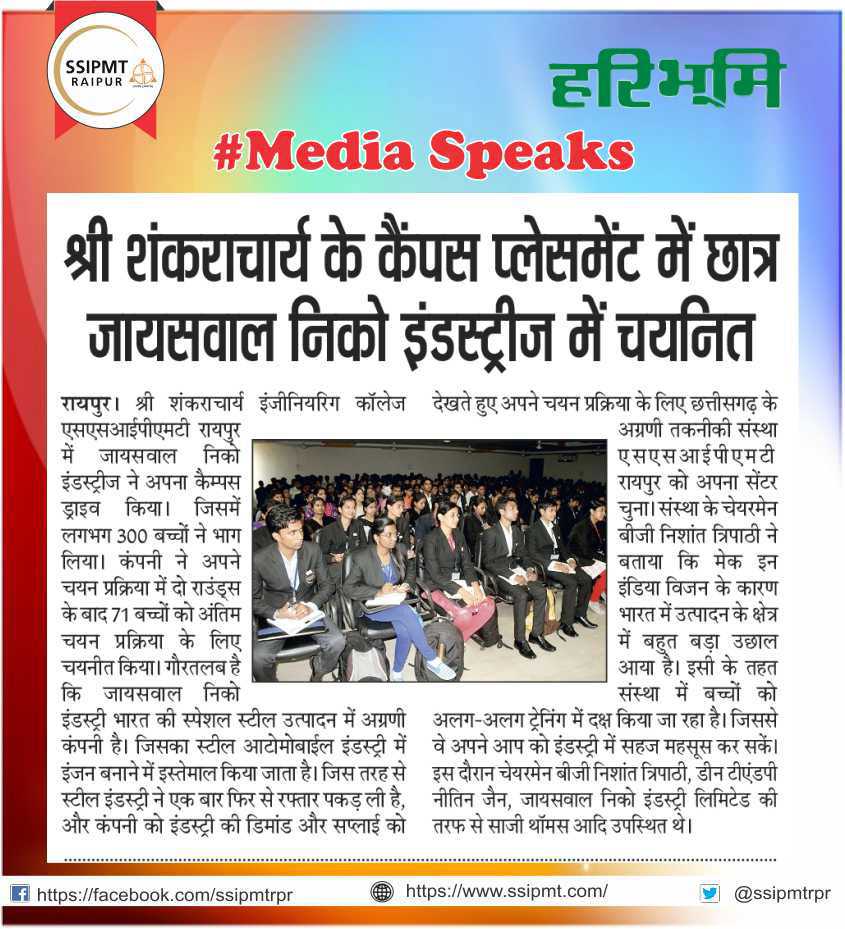 SSIPMT
RAIPUR
हरिभूमि
#Media Speaks
श्री शंकराचार्य के कैंपस प्लेसमेंट में छात्र
जायसवाल निको इंडस्ट्रीज में चयनित
रायपुर। श्री शंकराचार्य इंजीनियरिग कॉलेज
एसएसआईपीएमटी रायपुर
में जायसवाल निको
इंडस्ट्रीज ने अपना कैम्पस
ड्राइव किया। जिसमें
लगभग 300 बच्चों ने भाग
लिया। कंपनी ने अपने
चयन प्रक्रिया में दो राउंड्स
के बाद 71 बच्चों को अंतिम
चयन प्रक्रिया के लिए
चयनीत किया। गौरतलब है
कि जायसवाल निको
इंडस्ट्री भारत की स्पेशल स्टील उत्पादन में अग्रणी
कंपनी है। जिसका स्टील आटोमोबाईल इंडस्ट्री में
इंजन बनाने में इस्तेमाल किया जाता है। जिस तरह से
स्टील इंडस्ट्री ने एक बार फिर से रफ्तार पकड़ ली है,
और कंपनी को इंडस्ट्री की डिमांड और सप्लाई को
देखते हुए अपने चयन प्रक्रिया के लिए छत्तीसगढ़ के
अग्रणी तकनीकी संस्था
एसएसआईपीएमटी
रायपुर को अपना सेंटर
चुना। संस्था के चेयरमेन
बीजी निशांत त्रिपाठी ने
बताया कि मेक इन
इंडिया विजन के कारण
भारत में उत्पादन के क्षेत्र
में बहुत बड़ा उछाल
आया है। इसी के तहत
संस्था में बच्चों को
अलग-अलग ट्रेनिंग में दक्ष किया जा रहा है। जिससे
वे अपने आप को इंडस्ट्री में सहज महसूस कर सकें।
इस दौरान चेयरमेन बीजी निशांत त्रिपाठी, डीन टीएंडपी
नीतिन जैन, जायसवाल निको इंडस्ट्री लिमिटेड की
तरफ से साजी थॉमस आदि उपस्थित थे।
https://facebook.com/ssipmtrpr
https://www.ssipmt.com/
@ssipmtrpr